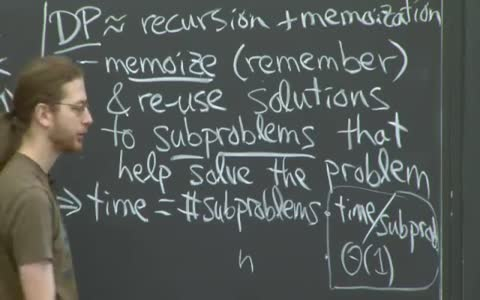 DP ≈ recursion + memoization
- memoize (remember)
& re-use solutions
to subproblems that
help solve the problem
⇒ time = #subproblems · time/subprob
n Θ(1)